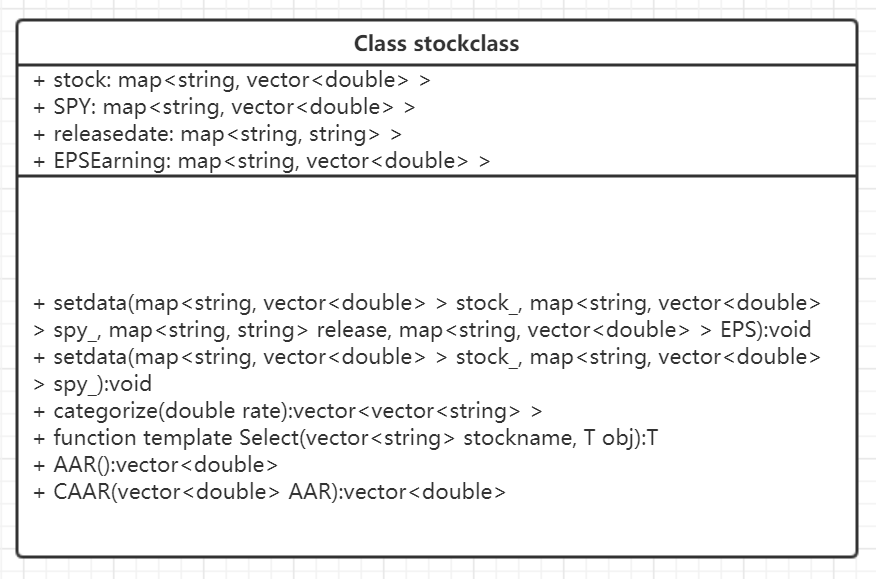 Class stockclass
+ stock: map<string, vector<double> >
+ SPY: map<string, vector<double> >
+ releasedate: map<string, string> >
+ EPSEarning: map<string, vector<double> >
+ setdata(map<string, vector<double> > stock_, map<string, vector<double>
> spy_, map<string, string> release, map<string, vector<double> > EPS):void
+ setdata(map<string, vector<double> > stock_, map<string, vector<double>
> spy_):void
+ categorize(double rate):vector<vector<string> >
+ function template Select(vector<string> stockname, T obj):T
+ AAR():vector<double>
+ CAAR(vector<double> AAR):vector<double>